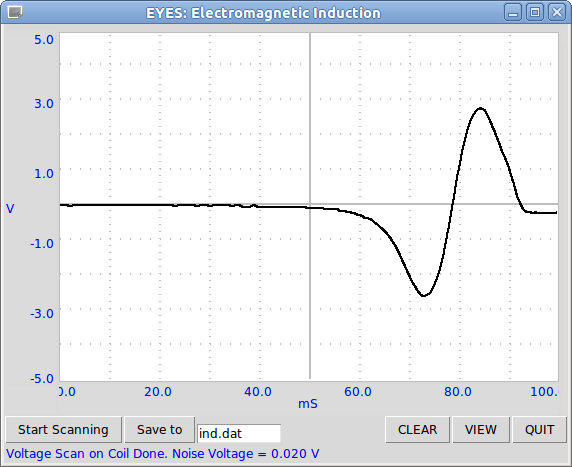 EYES: Electromagnetic Induction
5.0
3.0
1.0
V
-1.0
-3.0
-5.0
0.0 20.0 40.0 60.0 80.0 100.
mS
Start Scanning Save to ind.dat CLEAR VIEW QUIT
Voltage Scan on Coil Done. Noise Voltage = 0.020 V